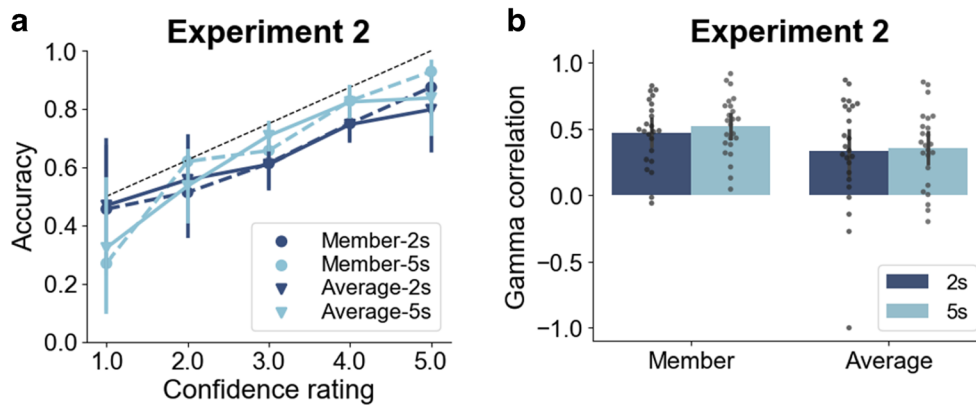 a
Experiment 2
Accuracy
1.0
0.8
0.6
0.4
0.2
0.0
Member-2s
Member-5s
Average-2s
Average-5s
1.0 2.0 3.0 4.0 5.0
Confidence rating
b
Experiment 2
Gamma correlation
1.0
0.5
0.0
−0.5
−1.0
2s
5s
Member Average